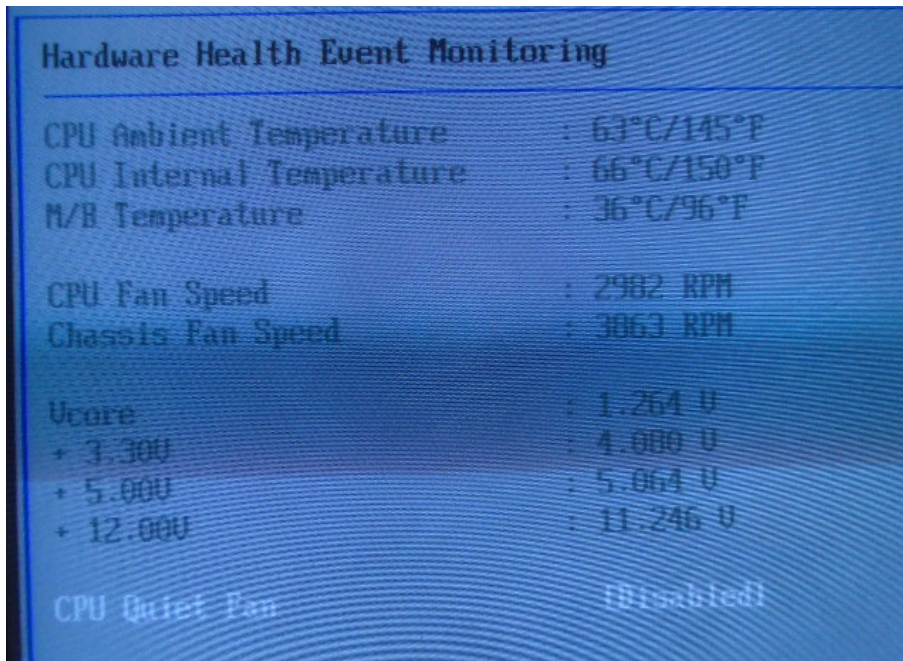 Hardware Health Event Monitoring
CPU Ambient Temperature : 63°C/145°F
CPU Internal Temperature : 66°C/150°F
M/B Temperature : 36°C/96°F
CPU Fan Speed : 2982 RPM
Chassis Fan Speed : 3063 RPM
Vcore : 1.264 V
+ 3.30V : 4.080 V
+ 5.00V : 5.064 V
+ 12.00V : 11.246 V
CPU Quiet Fan [Disabled]